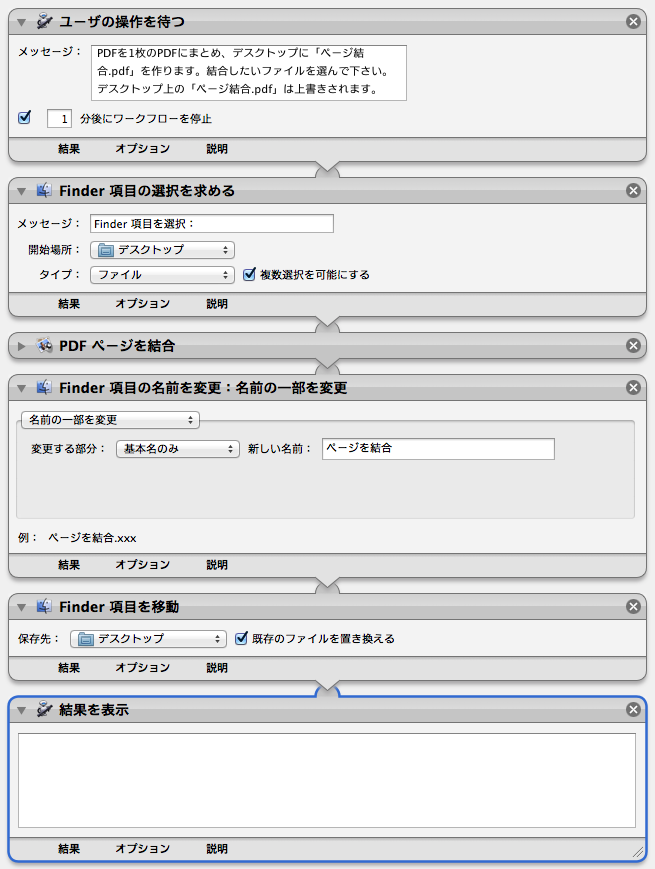 ユーザの操作を待つ
メッセージ： PDFを1枚のPDFにまとめ、デスクトップに「ページ結
合.pdf」を作ります。結合したいファイルを選んで下さい。
デスクトップ上の「ページ結合.pdf」は上書きされます。
1 分後にワークフローを停止
結果 オプション 説明
Finder 項目の選択を求める
メッセージ： Finder 項目を選択：
開始場所： デスクトップ
タイプ： ファイル 複数選択を可能にする
結果 オプション 説明
PDF ページを結合
Finder 項目の名前を変更：名前の一部を変更
名前の一部を変更
変更する部分： 基本名のみ 新しい名前： ページを結合
例： ページを結合.xxx
結果 オプション 説明
Finder 項目を移動
保存先： デスクトップ 既存のファイルを置き換える
結果 オプション 説明
結果を表示
結果 オプション 説明